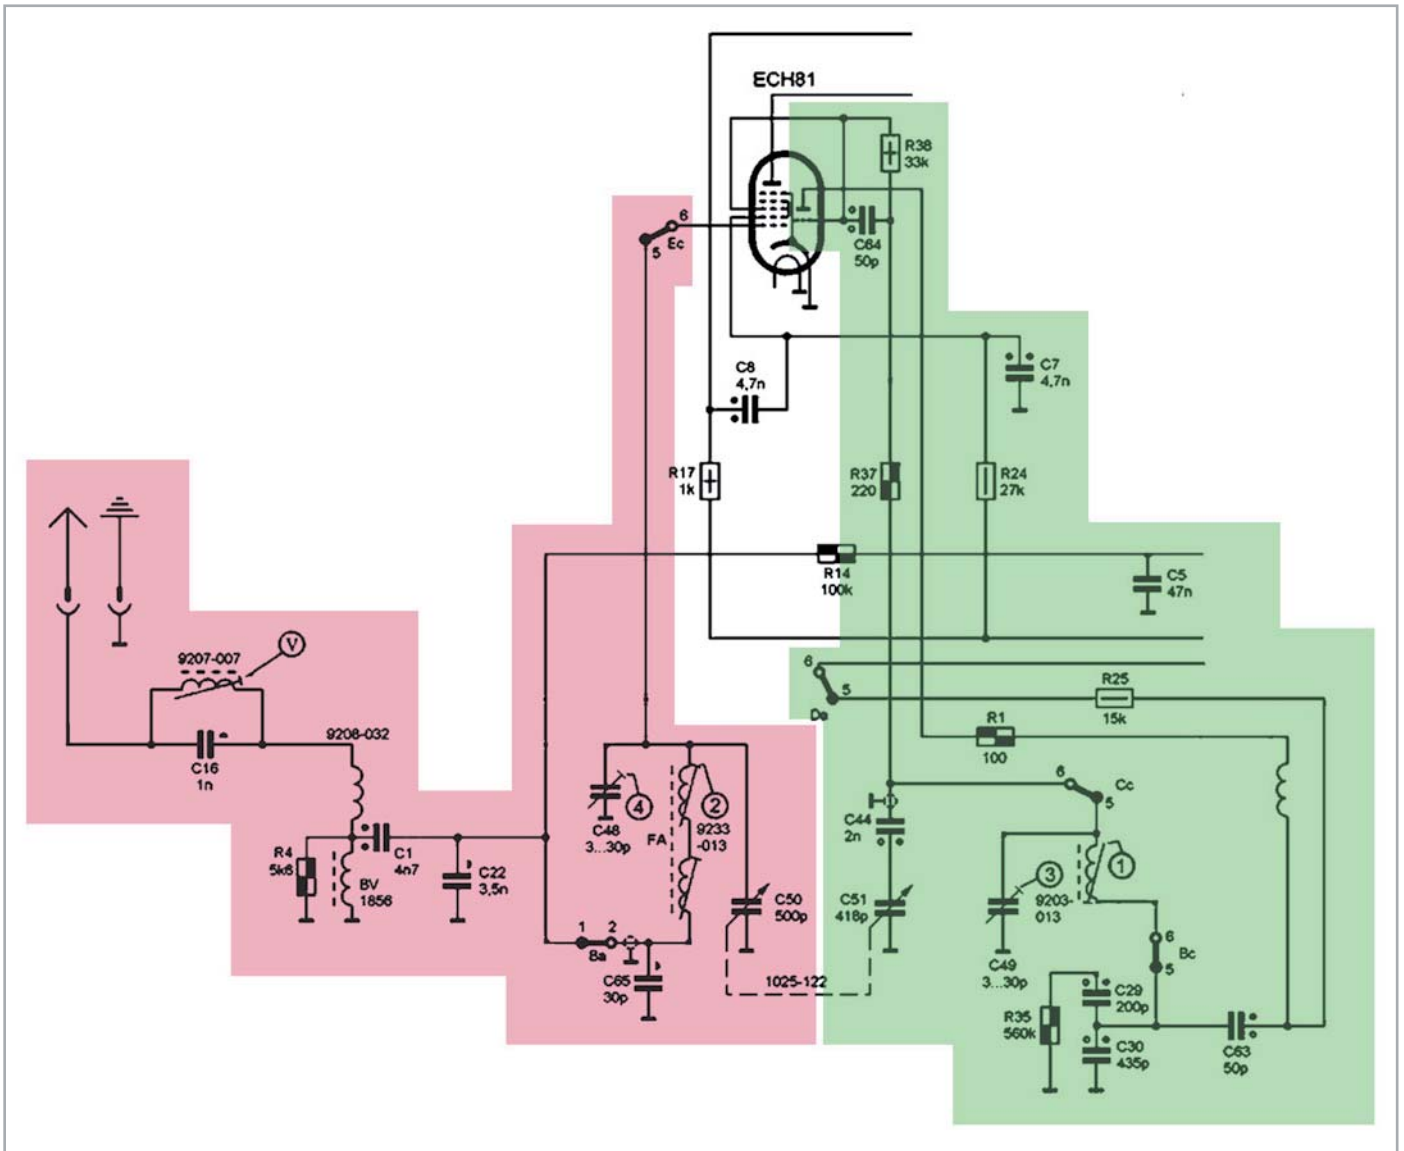 ECH81
R38
33k
6
5
Ec
C64
50p
C8
4,7n
C7
4,7n
R17
1k
R37
220
R24
27k
R14
100k
C5
47n
9207-007
V
6
5
R25
15k
R1
100
9208-032
C16
1n
6
5
Cc
4
2
C48
3...30p
FA
9233
-013
C44
2n
1
R4
5k6
C1
4n7
BV
1856
C22
3,5n
C50
500p
C51
418p
3
9203-
013
1
2
Ba
6
5
Bc
C65
30p
C49
3...30p
1025-122
C29
200p
R35
560k
C30
435p
C63
50p